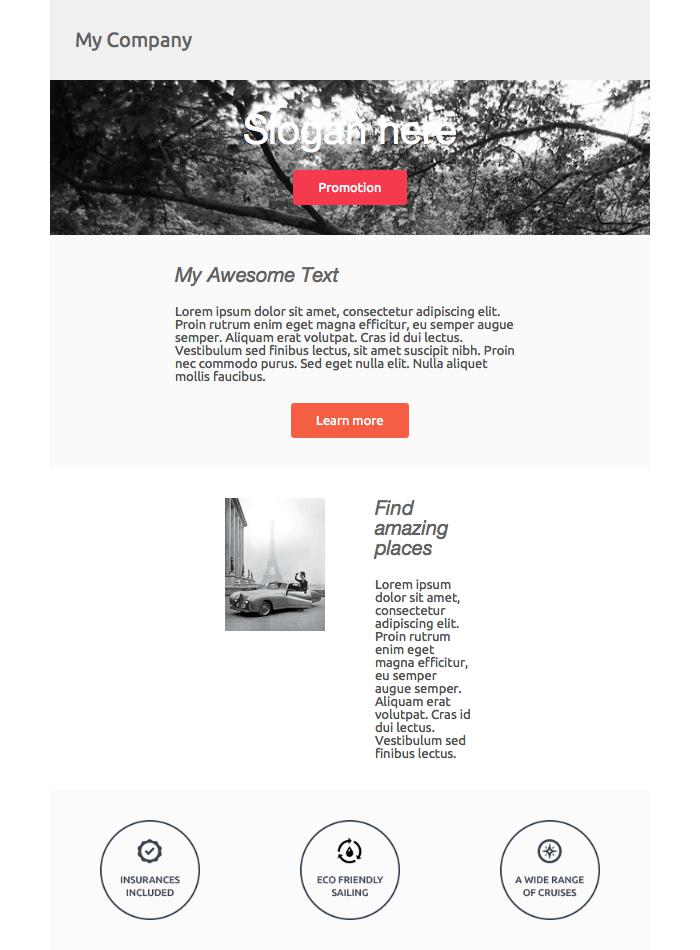 My Company
Slogan here
Promotion
My Awesome Text
Lorem ipsum dolor sit amet, consectetur adipiscing elit.
Proin rutrum enim eget magna efficitur, eu semper augue
semper. Aliquam erat volutpat. Cras id dui lectus.
Vestibulum sed finibus lectus, sit amet suscipit nibh. Proin
nec commodo purus. Sed eget nulla elit. Nulla aliquet
mollis faucibus.
Learn more
Find
amazing
places
Lorem ipsum
dolor sit amet,
consectetur
adipiscing elit.
Proin rutrum
enim eget
magna efficitur,
eu semper
augue semper.
Aliquam erat
volutpat. Cras id
dui lectus.
Vestibulum sed
finibus lectus.
INSURANCES
INCLUDED
ECO FRIENDLY
SAILING
A WIDE RANGE
OF CRUISES